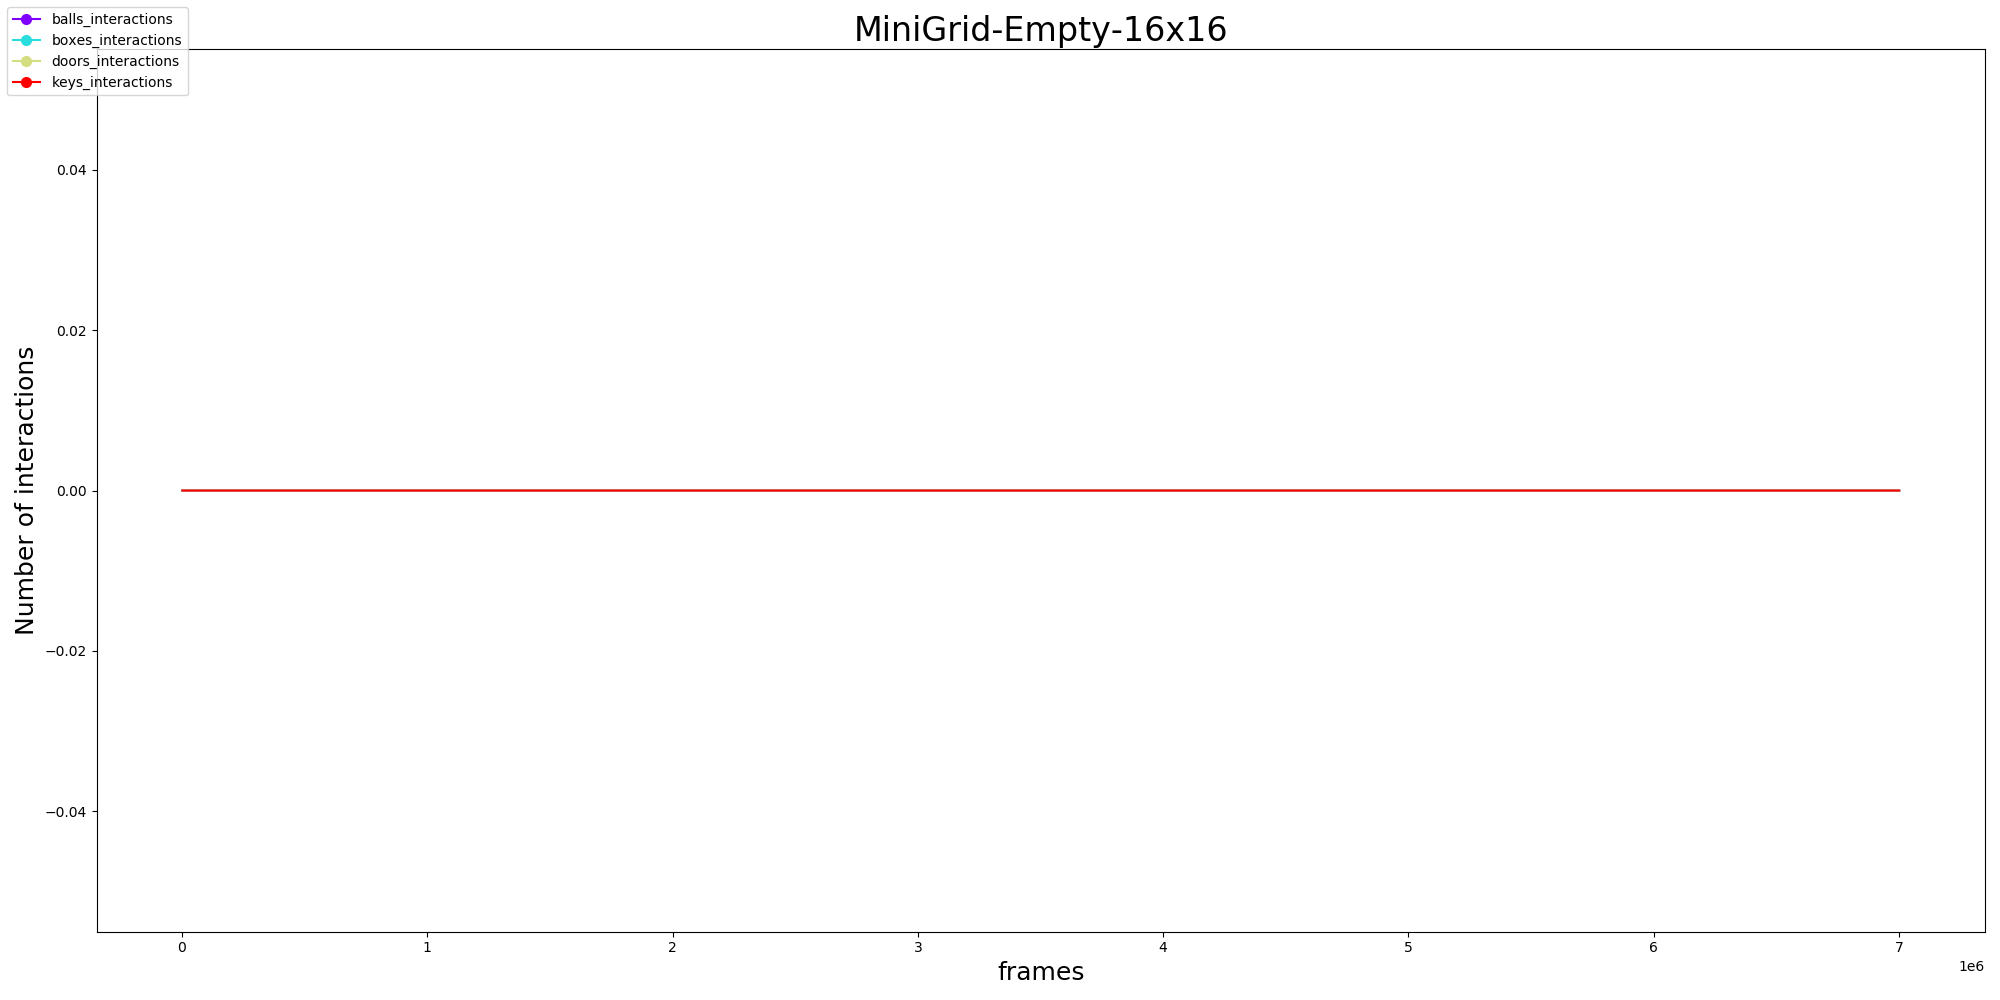 MiniGrid-Empty-16x16
balls_interactions
boxes_interactions
doors_interactions
keys_interactions
Number of interactions
0.04
0.02
0.00
−0.02
−0.04
0 1 2 3 4 5 6 7
1e6
frames